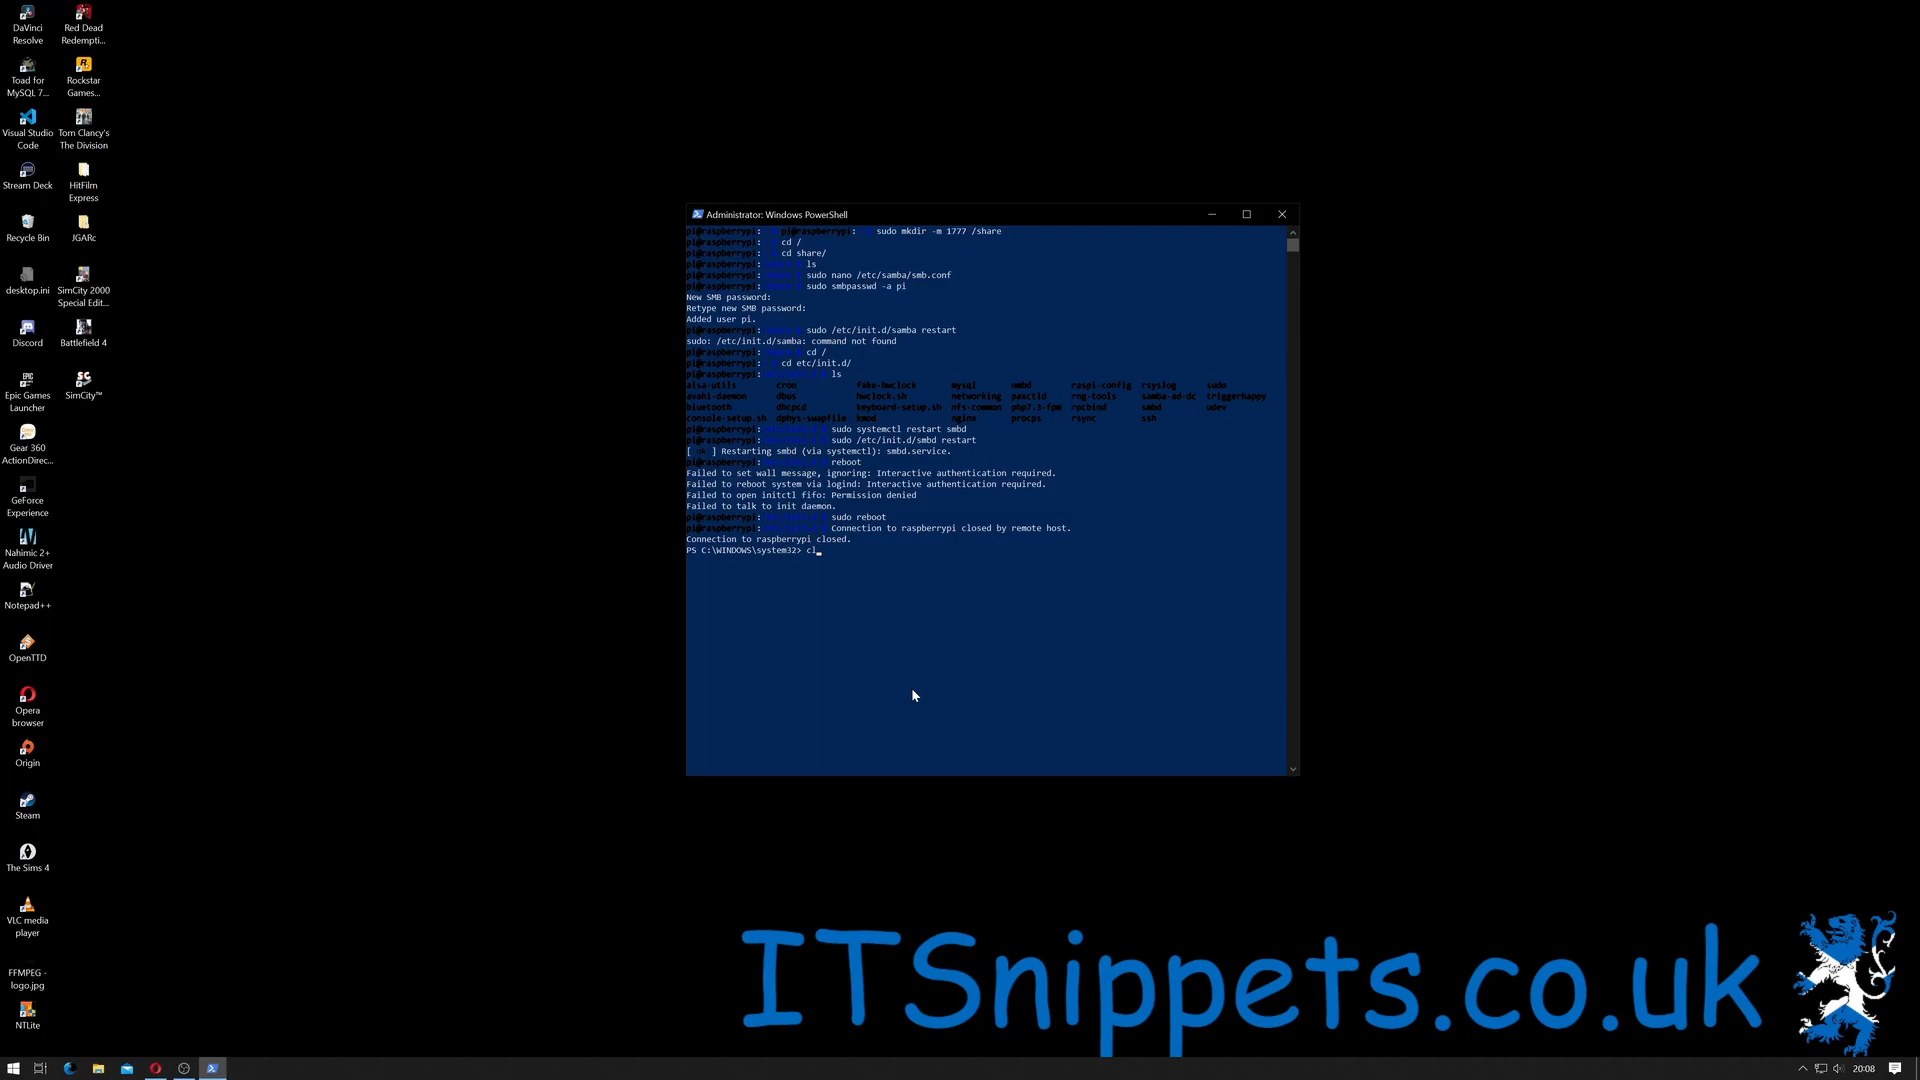 DaVinci
Resolve
Red Dead
Redempti...
Toad for
MySQL 7...
Rockstar
Games...
Visual Studio
Code
Tom Clancy's
The Division
Stream Deck
HitFilm
Express
Recycle Bin
JGARc
desktop.ini
SimCity 2000
Special Edit...
Discord
Battlefield 4
Epic Games
Launcher
SimCity™
Gear 360
ActionDirec...
GeForce
Experience
Nahimic 2+
Audio Driver
Notepad++
OpenTTD
Opera
browser
Origin
Steam
The Sims 4
VLC media
player
FFMPEG -
logo.jpg
NTLite
Administrator: Windows PowerShell
pi@raspberrypi: pi@raspberrypi: sudo mkdir -m 1777 /share
pi@raspberrypi: cd /
pi@raspberrypi: cd share/
pi@raspberrypi: ls
pi@raspberrypi: sudo nano /etc/samba/smb.conf
pi@raspberrypi: sudo smbpasswd -a pi
New SMB password:
Retype new SMB password:
Added user pi.
pi@raspberrypi: sudo /etc/init.d/samba restart
sudo: /etc/init.d/samba: command not found
pi@raspberrypi: cd /
pi@raspberrypi: cd etc/init.d/
pi@raspberrypi: ls
alsa-utils cron fake-hwclock mysql nmbd raspi-config rsyslog sudo
avahi-daemon dbus hwclock.sh networking paxctld rng-tools samba-ad-dc triggerhappy
bluetooth dhcpcd keyboard-setup.sh nfs-common php7.3-fpm rpcbind smbd udev
console-setup.sh dphys-swapfile kmod nginx procps rsync ssh
pi@raspberrypi: sudo systemctl restart smbd
pi@raspberrypi: sudo /etc/init.d/smbd restart
[ ok ] Restarting smbd (via systemctl): smbd.service.
pi@raspberrypi: reboot
Failed to set wall message, ignoring: Interactive authentication required.
Failed to reboot system via logind: Interactive authentication required.
Failed to open initctl fifo: Permission denied
Failed to talk to init daemon.
pi@raspberrypi: sudo reboot
pi@raspberrypi: Connection to raspberrypi closed by remote host.
Connection to raspberrypi closed.
PS C:\WINDOWS\system32> cl
ITSnippets.co.uk
20:08